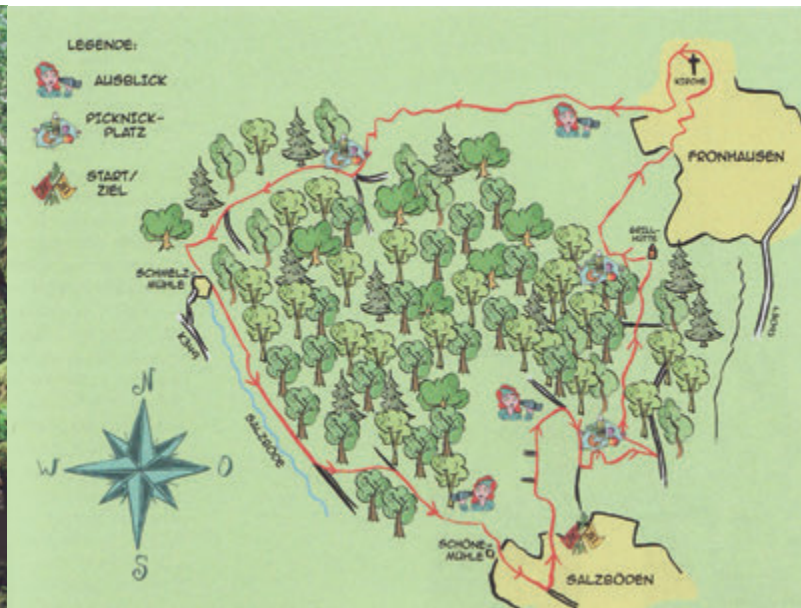 LEGENDE:
AUSBLICK
PICKNICK-
PLATZ
START/
ZIEL
KIRCHE
FRONHAUSEN
GRILL-
HÜTTE
SCHMELZ-
MÜHLE
SALZBÖDE
N
W
O
S
SCHÖNE-
MÜHLE
SALZBÖDEN